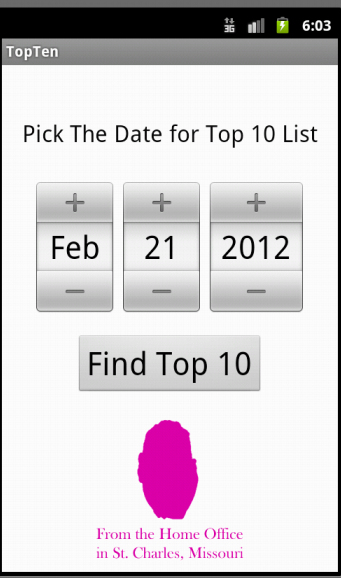 3G 6:03
TopTen
Pick The Date for Top 10 List
+ + +
Feb 21 2012
− − −
Find Top 10
From the Home Office
in St. Charles, Missouri